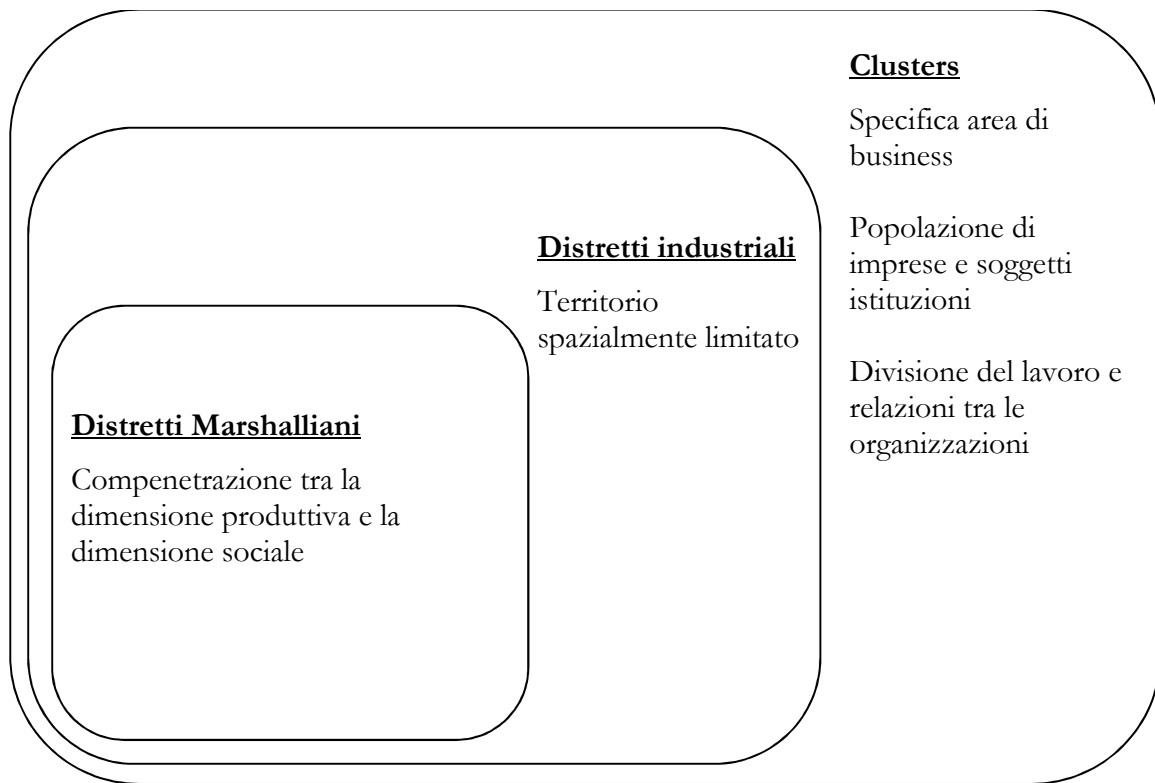 Clusters
Specifica area di
business
Popolazione di
imprese e soggetti
istituzioni
Divisione del lavoro e
relazioni tra le
organizzazioni
Distretti industriali
Territorio
spazialmente limitato
Distretti Marshalliani
Compenetrazione tra la
dimensione produttiva e la
dimensione sociale